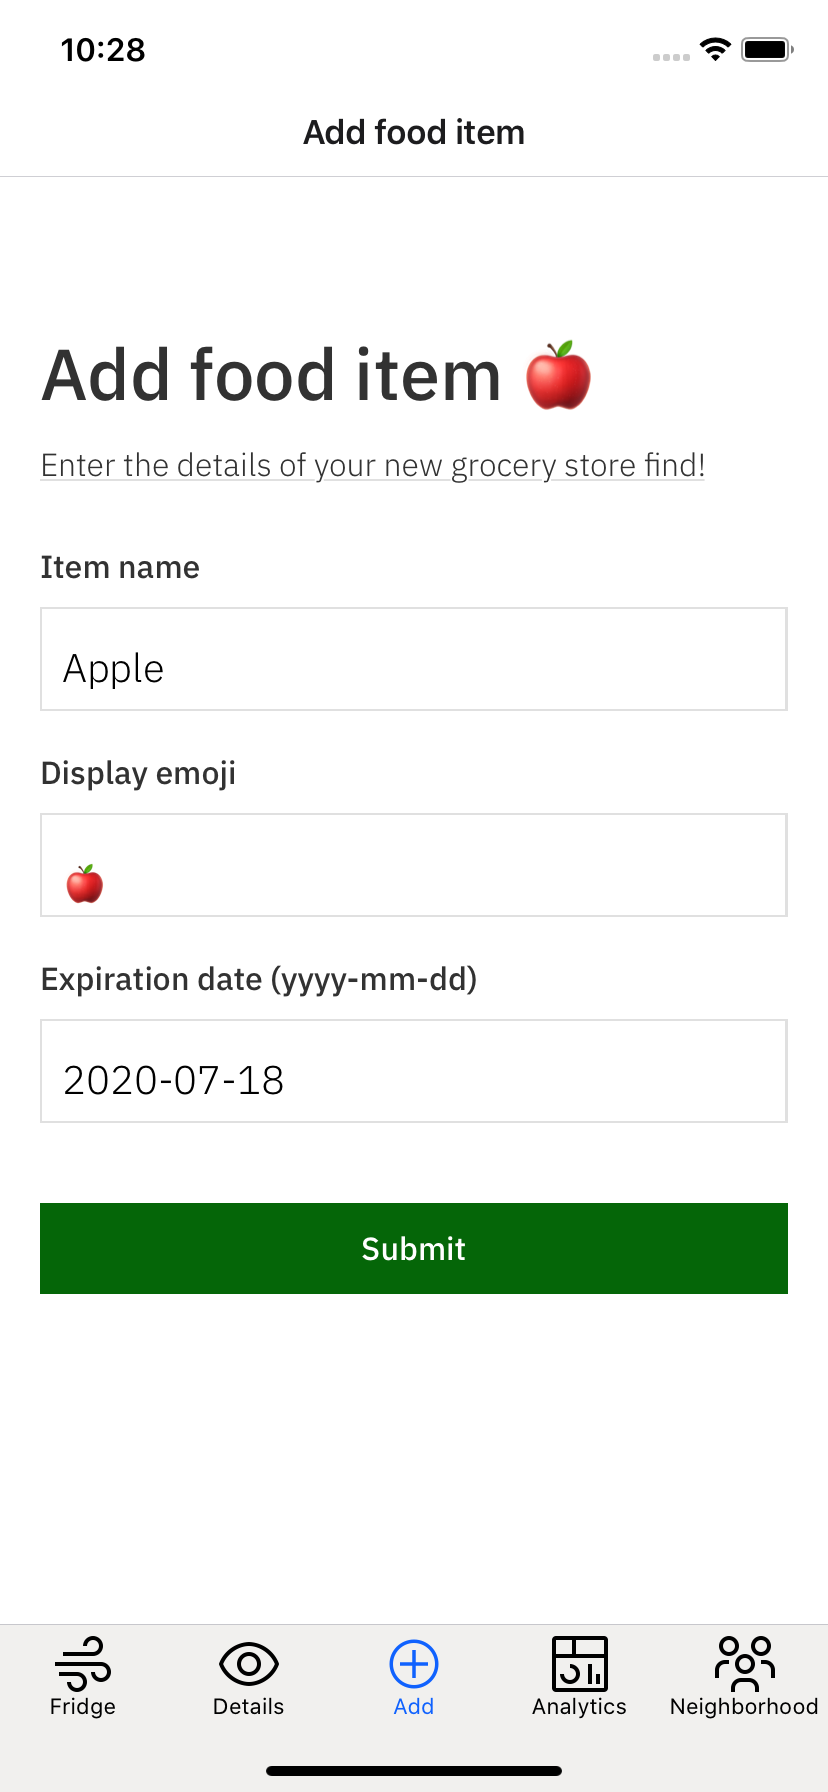 10:28
Add food item
Add food item 🍎
Enter the details of your new grocery store find!
Item name
Apple
Display emoji
🍎
Expiration date (yyyy-mm-dd)
2020-07-18
Submit
Fridge Details Add Analytics Neighborhood